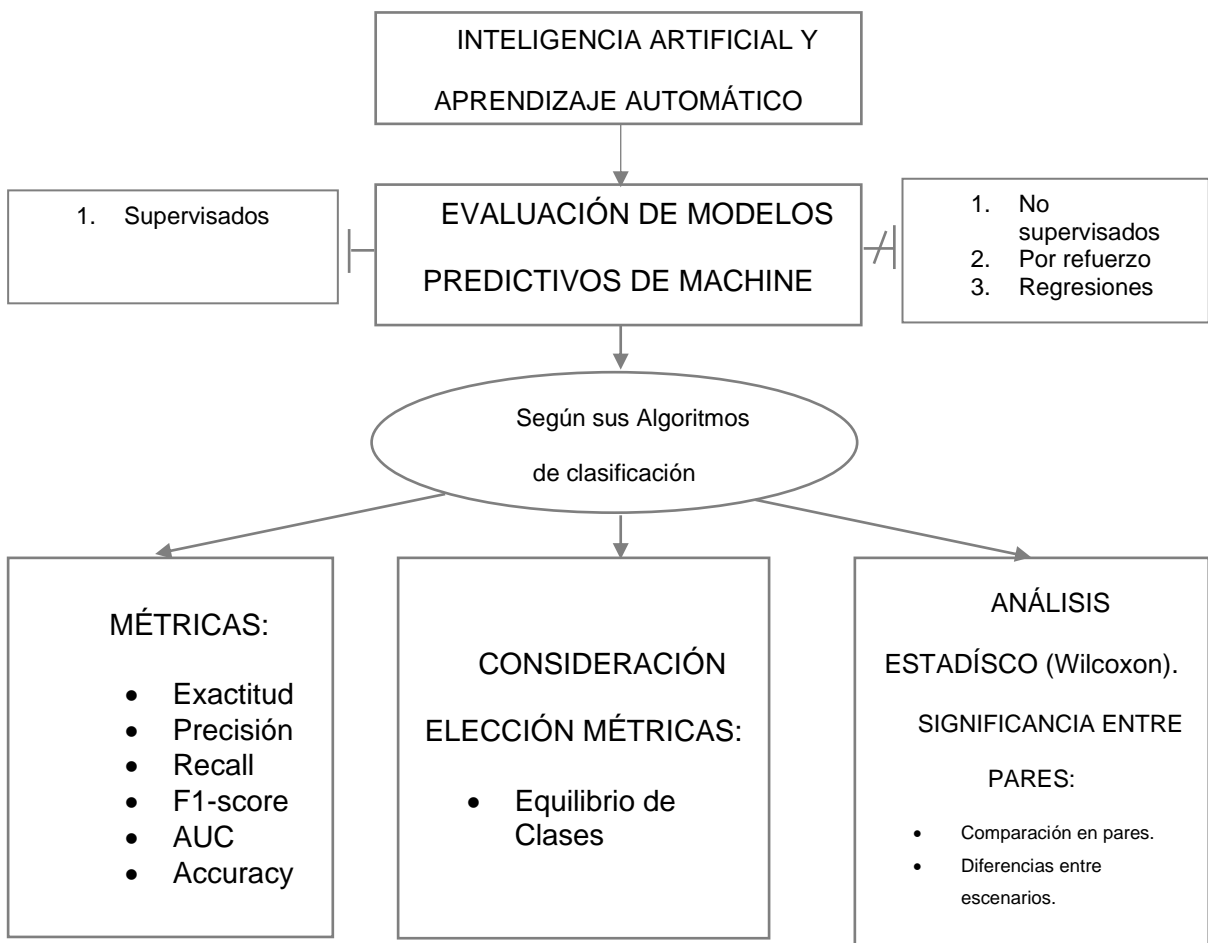 INTELIGENCIA ARTIFICIAL Y
APRENDIZAJE AUTOMÁTICO
1. Supervisados
EVALUACIÓN DE MODELOS
PREDICTIVOS DE MACHINE
1. No
supervisados
2. Por refuerzo
3. Regresiones
Según sus Algoritmos
de clasificación
MÉTRICAS:
• Exactitud
• Precisión
• Recall
• F1-score
• AUC
• Accuracy
CONSIDERACIÓN
ELECCIÓN MÉTRICAS:
• Equilibrio de
Clases
ANÁLISIS
ESTADÍSCO (Wilcoxon).
SIGNIFICANCIA ENTRE
PARES:
• Comparación en pares.
• Diferencias entre
escenarios.